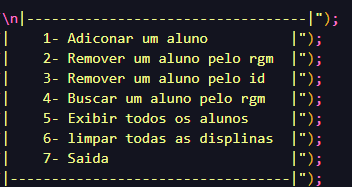 \n|----------------------------------|");
|    1- Adiconar um aluno          |");
|    2- Remover um aluno pelo rgm  |");
|    3- Remover um aluno pelo id   |");
|    4- Buscar um aluno pelo rgm   |");
|    5- Exibir todos os alunos     |");
|    6- limpar todas as displinas  |");
|    7- Saida                      |");
|----------------------------------|");